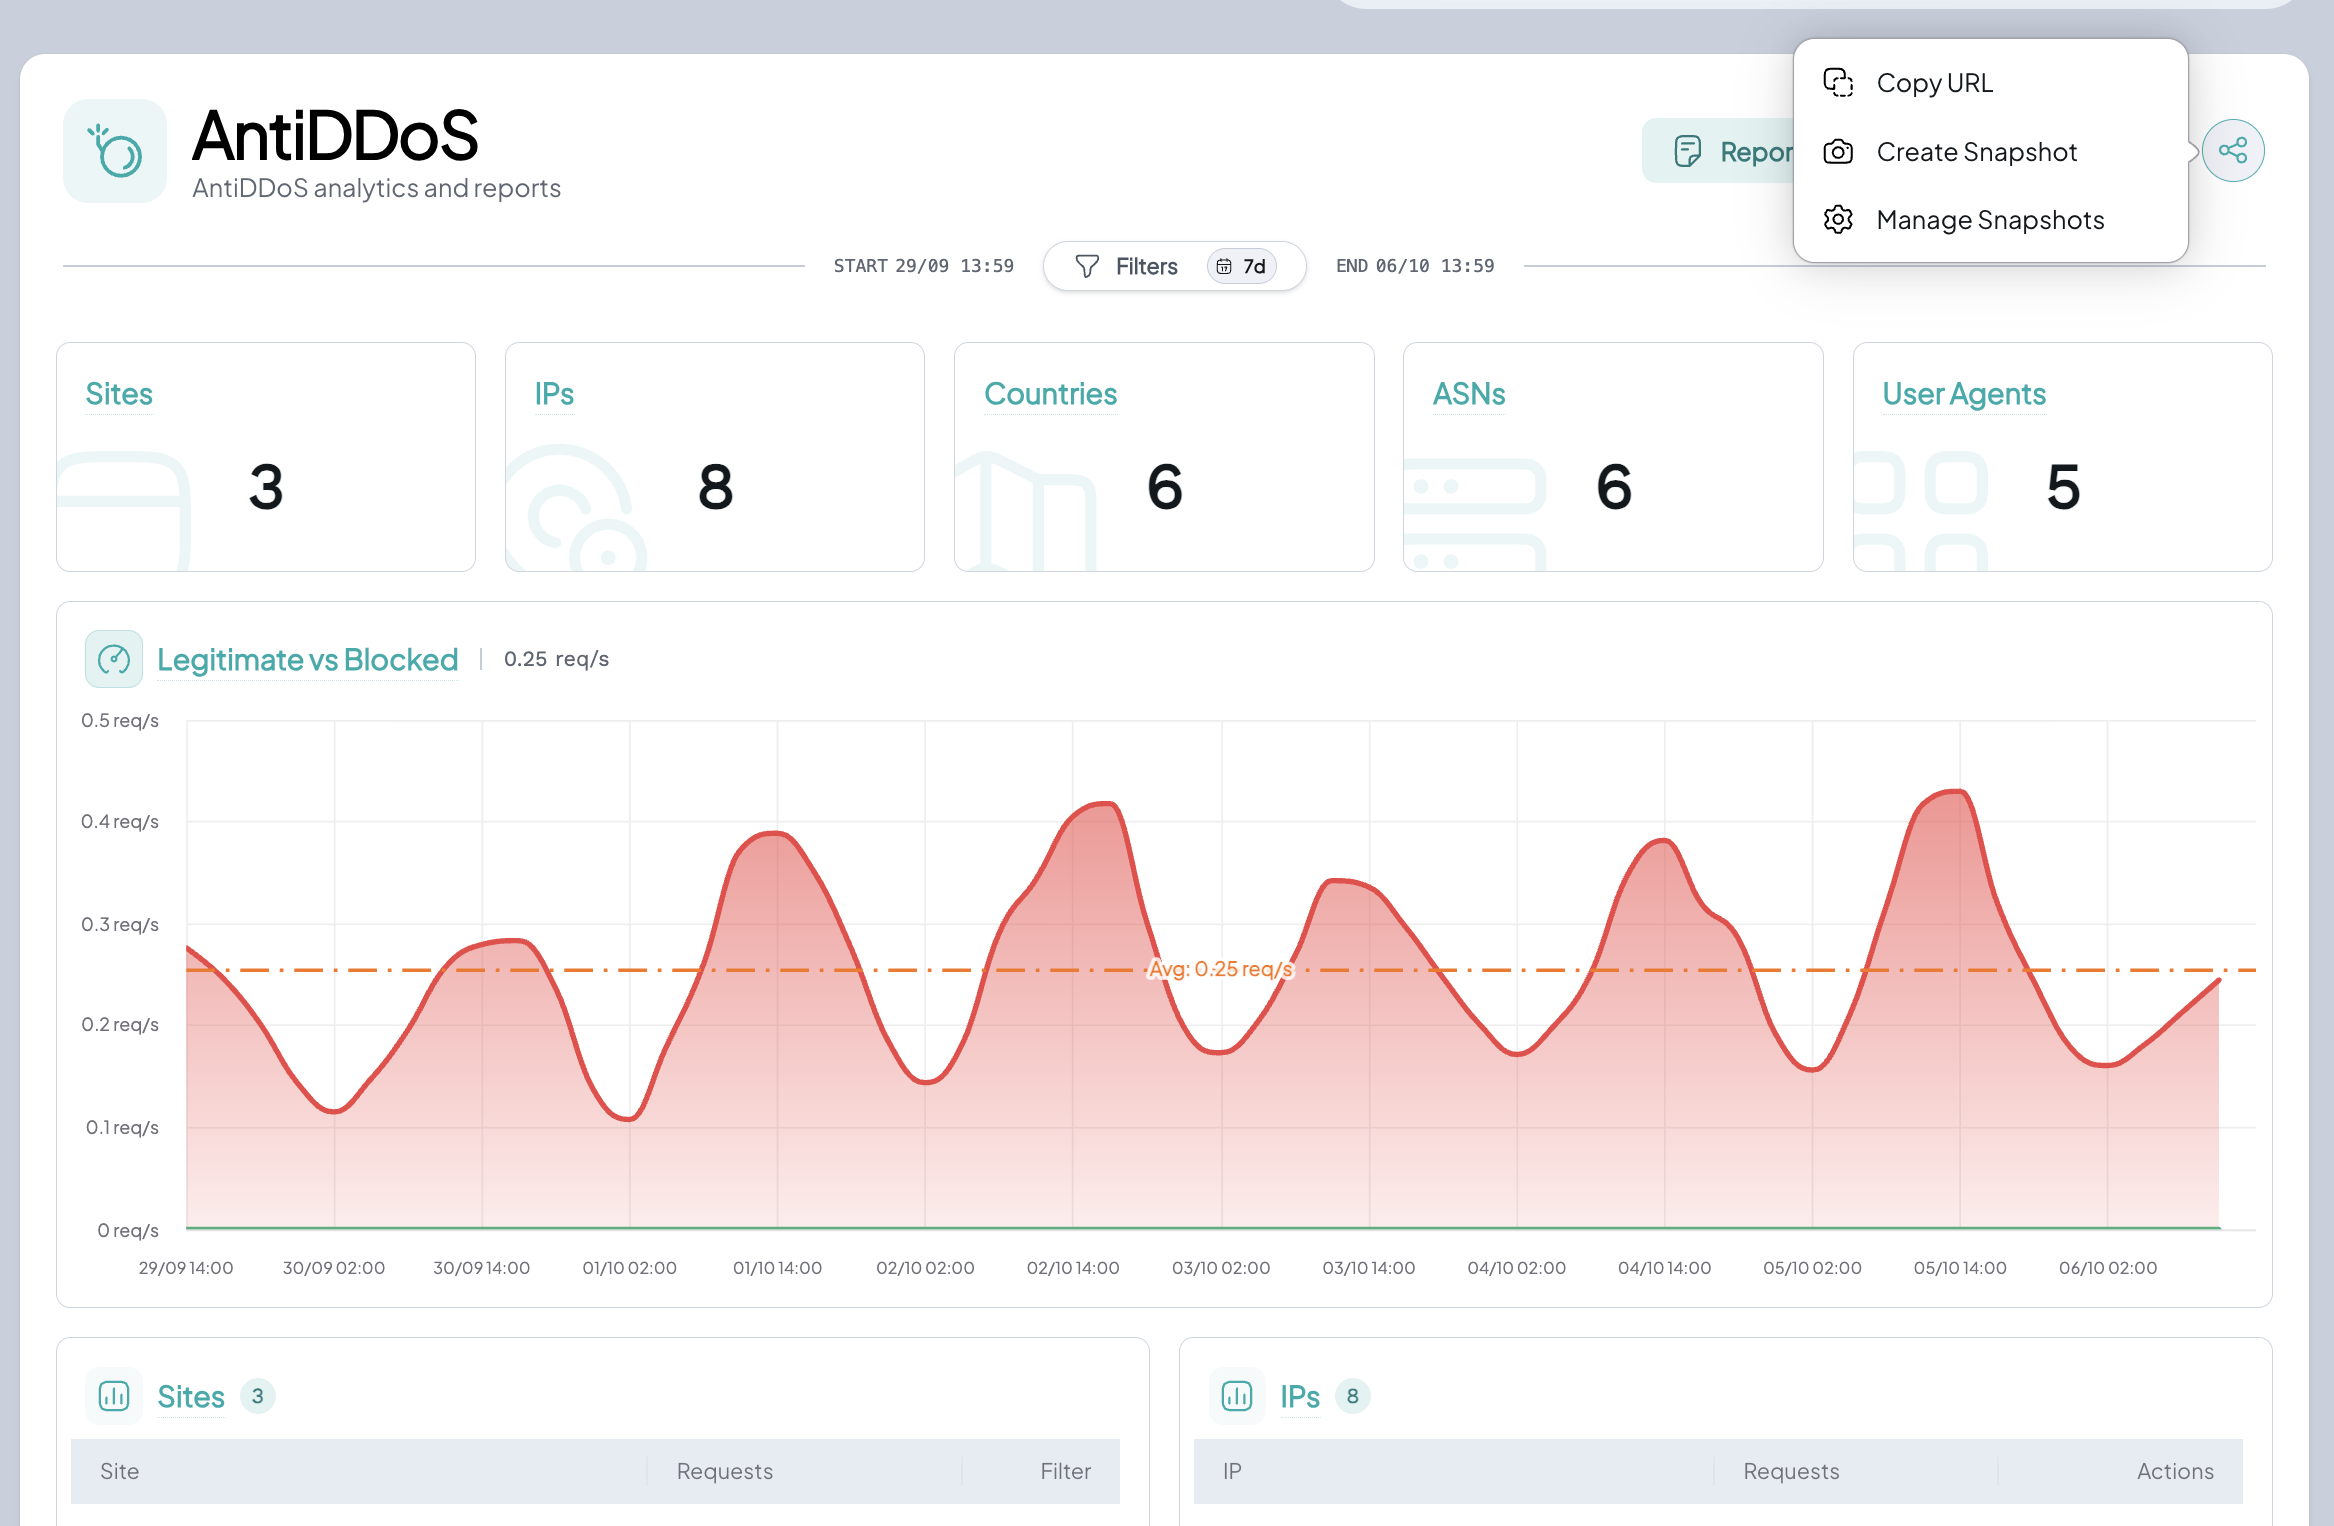 AntiDDoS
AntiDDoS analytics and reports
Copy URL
Create Snapshot
Manage Snapshots
START 29/09 13:59
Filters
7d
END 06/10 13:59
Sites
3
IPs
8
Countries
6
ASNs
6
User Agents
5
Legitimate vs Blocked
0.25 req/s
0.5 req/s
0.4 req/s
0.3 req/s
0.2 req/s
0.1 req/s
0 req/s
Avg: 0.25 req/s
29/09 14:00
30/09 02:00
30/09 14:00
01/10 02:00
01/10 14:00
02/10 02:00
02/10 14:00
03/10 02:00
03/10 14:00
04/10 02:00
04/10 14:00
05/10 02:00
05/10 14:00
06/10 02:00
Sites 3
Site Requests Filter
IPs 8
IP Requests Actions